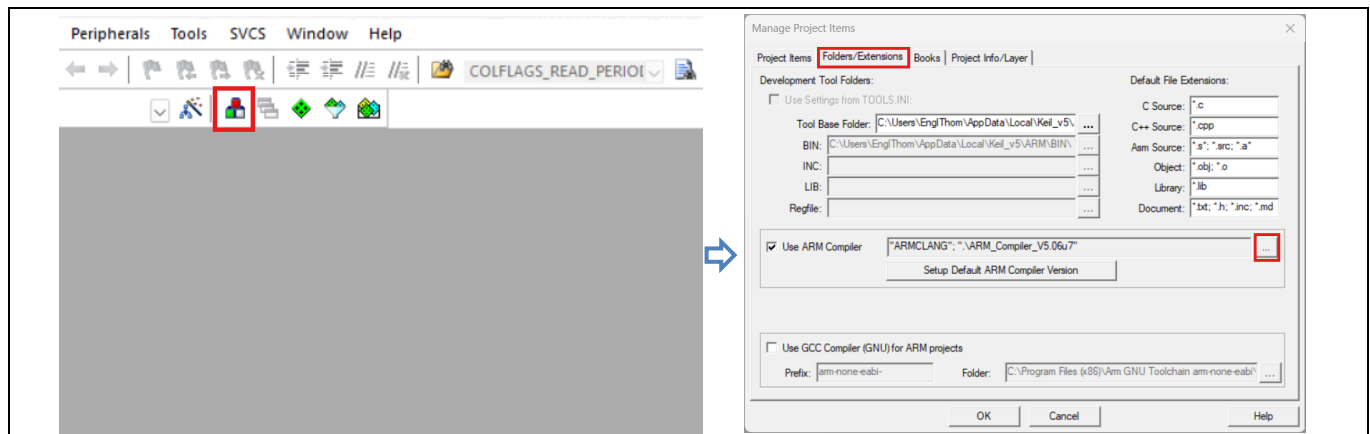 Peripherals Tools SVCS Window Help
COLFLAGS_READ_PERIOD
Manage Project Items
Project Items Folders/Extensions Books Project Info/Layer
Development Tool Folders:
Default File Extensions:
Use Settings from TOOLS.INI:
C Source: *.c
Tool Base Folder: C:\Users\EnglThom\AppData\Local\Keil_v5\ ...
C++ Source: *.cpp
BIN: C:\Users\EnglThom\AppData\Local\Keil_v5\ARM\BIN\ ...
Asm Source: *.s*; *.src; *.a*
INC: ...
Object: *.obj; *.o
LIB: ...
Library: *.lib
Regfile: ...
Document: *.txt; *.h; *.inc; *.md
Use ARM Compiler "ARMCLANG"; ".\ARM_Compiler_V5.06u7" ...
Setup Default ARM Compiler Version
Use GCC Compiler (GNU) for ARM projects
Prefix: arm-none-eabi- Folder: C:\Program Files (x86)\Arm GNU Toolchain arm-none-eabi\ ...
OK Cancel Help